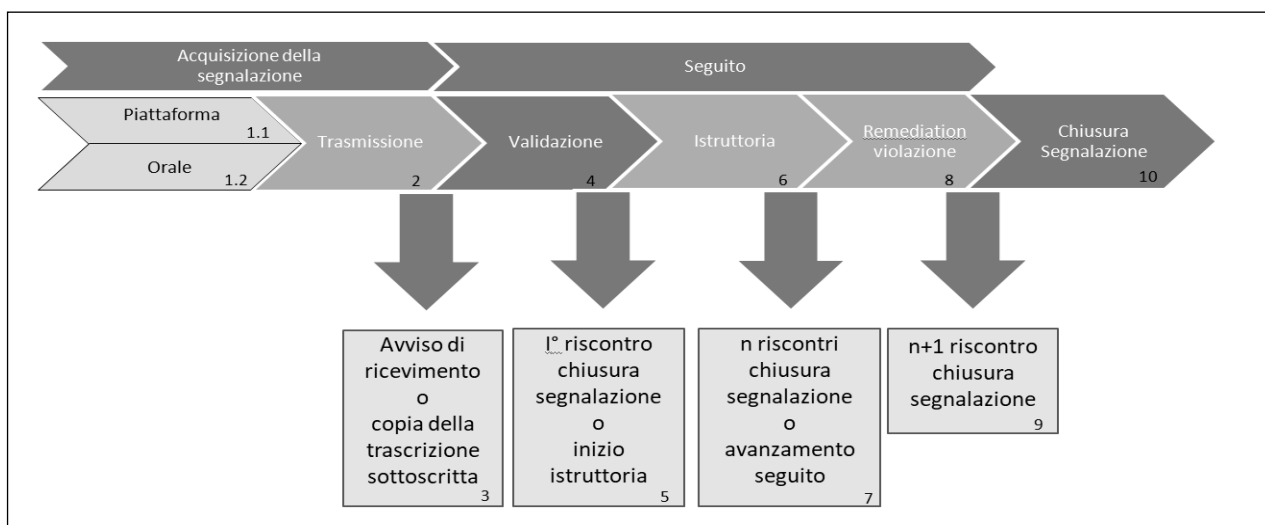 Acquisizione della
segnalazione
Seguito
Piattaforma
1.1
Orale
1.2
Trasmissione
2
Validazione
4
Istruttoria
6
Remediation
violazione
8
Chiusura
Segnalazione
10
Avviso di
ricevimento
o
copia della
trascrizione
sottoscritta
3
I° riscontro
chiusura
segnalazione
o
inizio
istruttoria
5
n riscontri
chiusura
segnalazione
o
avanzamento
seguito
7
n+1 riscontro
chiusura
segnalazione
9